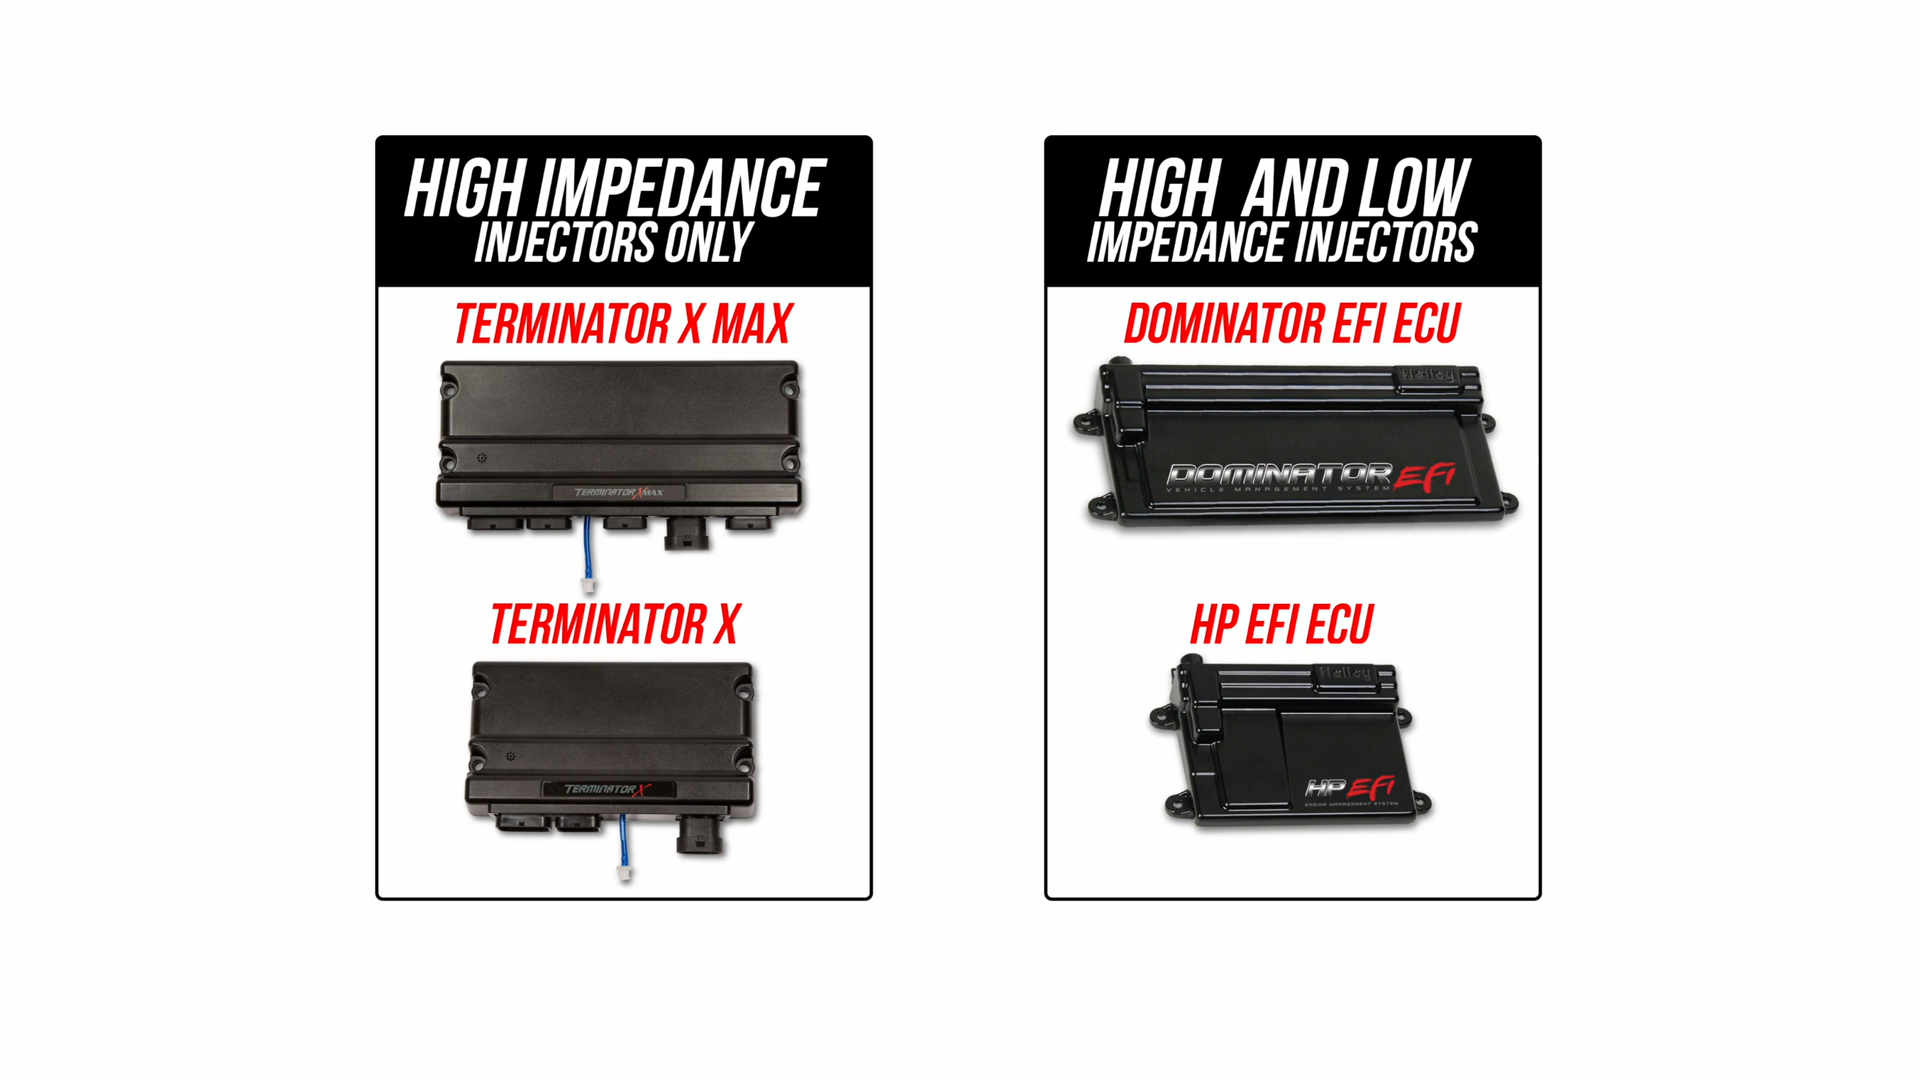 HIGH IMPEDANCE
INJECTORS ONLY
TERMINATOR X MAX
TERMINATOR X MAX
TERMINATOR X
TERMINATOR X
HIGH AND LOW
IMPEDANCE INJECTORS
DOMINATOR EFI ECU
Holley
DOMINATOR EFI
VEHICLE MANAGEMENT SYSTEM
HP EFI ECU
Holley
HP EFI
ENGINE MANAGEMENT SYSTEM